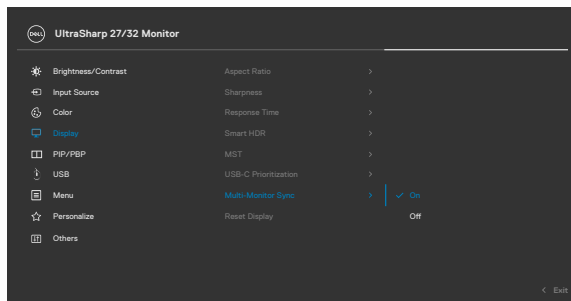 DELL UltraSharp 27/32 Monitor
Brightness/Contrast Aspect Ratio >
Input Source Sharpness >
Color Response Time >
Display Smart HDR >
PIP/PBP MST >
USB USB-C Prioritization >
Menu Multi-Monitor Sync > ✓ On
Personalize Reset Display Off
Others
< Exit